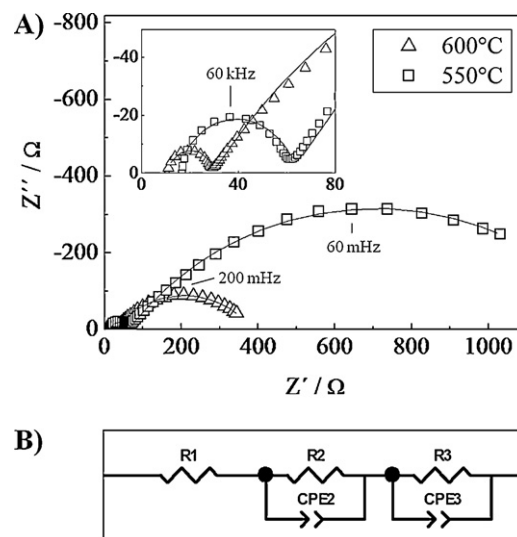 A)
-800
-600
-400
-200
0
Z´´ / Ω
-40
-20
0
0
40
80
60 kHz
△ 600°C
□ 550°C
60 mHz
200 mHz
0
200
400
600
800
1000
Z´ / Ω
B)
R1
R2
R3
CPE2
CPE3